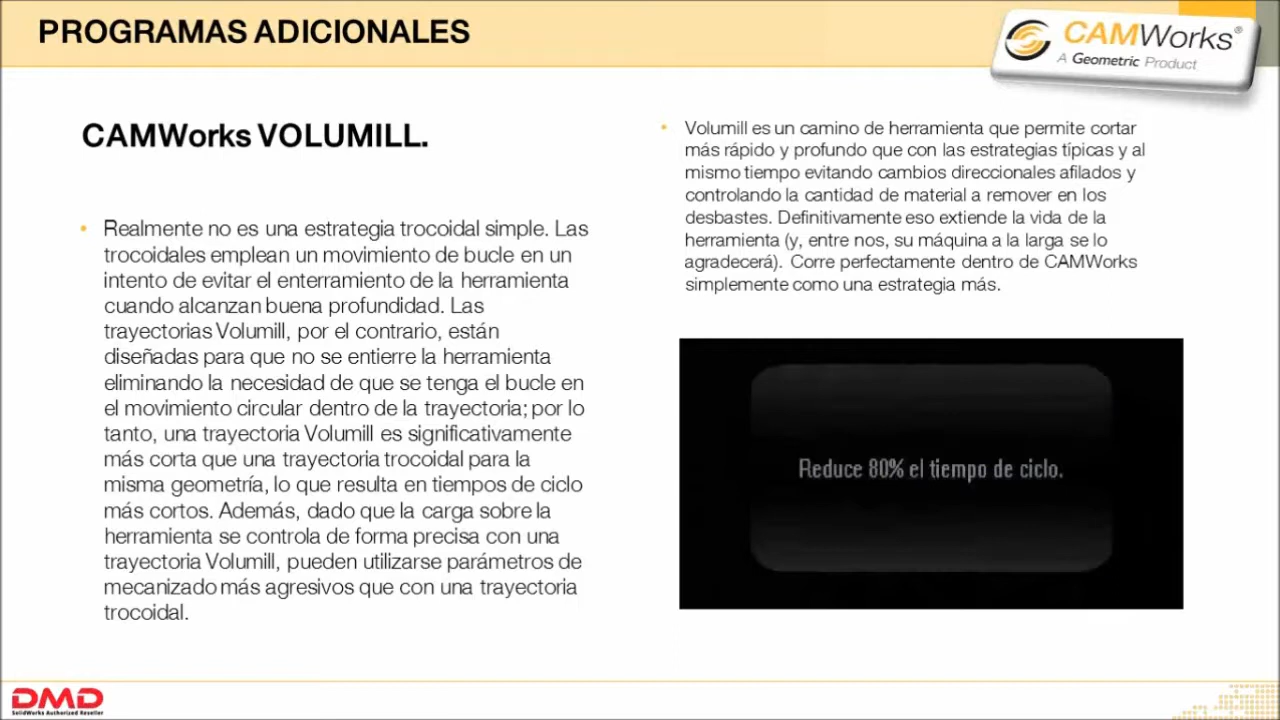 PROGRAMAS ADICIONALES
CAMWorks®
A Geometric Product
CAMWorks VOLUMILL.
• Realmente no es una estrategia trocoidal simple. Las
trocoidales emplean un movimiento de bucle en un
intento de evitar el enterramiento de la herramienta
cuando alcanzan buena profundidad. Las
trayectorias Volumill, por el contrario, están
diseñadas para que no se entierre la herramienta
eliminando la necesidad de que se tenga el bucle en
el movimiento circular dentro de la trayectoria; por lo
tanto, una trayectoria Volumill es significativamente
más corta que una trayectoria trocoidal para la
misma geometría, lo que resulta en tiempos de ciclo
más cortos. Además, dado que la carga sobre la
herramienta se controla de forma precisa con una
trayectoria Volumill, pueden utilizarse parámetros de
mecanizado más agresivos que con una trayectoria
trocoidal.
• Volumill es un camino de herramienta que permite cortar
más rápido y profundo que con las estrategias típicas y al
mismo tiempo evitando cambios direccionales afilados y
controlando la cantidad de material a remover en los
desbastes. Definitivamente eso extiende la vida de la
herramienta (y, entre nos, su máquina a la larga se lo
agradecerá). Corre perfectamente dentro de CAMWorks
simplemente como una estrategia más.
Reduce 80% el tiempo de ciclo.
DMD
SolidWorks Authorized Reseller